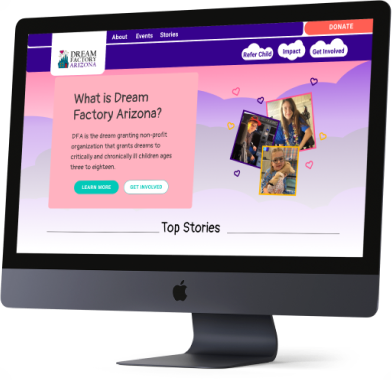 About Events Stories
DONATE
DREAM
FACTORY
ARIZONA
Refer Child
Impact
Get Involved
What is Dream
Factory Arizona?
DFA is the dream granting non-profit
organization that grants dreams to
critically and chronically ill children ages
three to eighteen.
LEARN MORE
GET INVOLVED
Top Stories